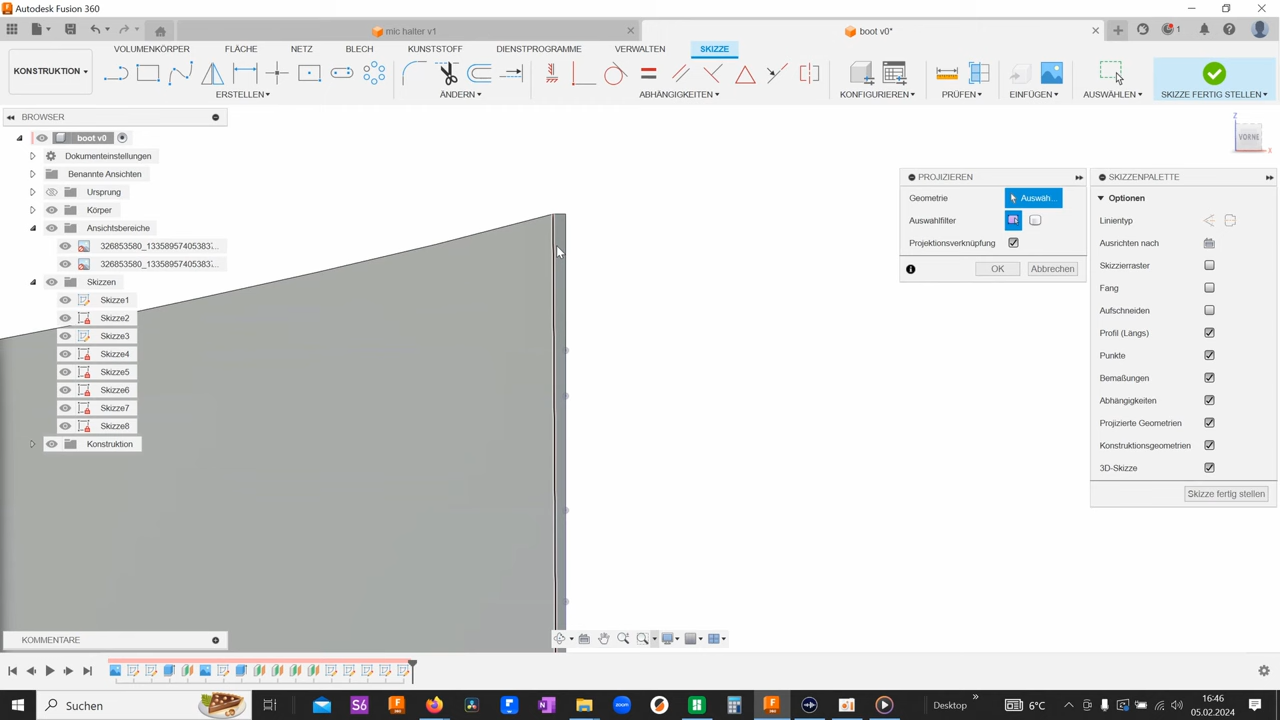 Autodesk Fusion 360
mic halter v1
boot v0*
1
KONSTRUKTION
VOLUMENKÖRPER
FLÄCHE
NETZ
BLECH
KUNSTSTOFF
DIENSTPROGRAMME
VERWALTEN
SKIZZE
ERSTELLEN
ÄNDERN
ABHÄNGIGKEITEN
KONFIGURIEREN
PRÜFEN
EINFÜGEN
AUSWÄHLEN
SKIZZE FERTIG STELLEN
BROWSER
boot v0
Dokumenteinstellungen
Benannte Ansichten
Ursprung
Körper
Ansichtsbereiche
326853580_133589574053837...
326853580_133589574053837...
Skizzen
Skizze1
Skizze2
Skizze3
Skizze4
Skizze5
Skizze6
Skizze7
Skizze8
Konstruktion
Z
VORNE
X
PROJIZIEREN
Geometrie
Auswäh...
Auswahlfilter
Projektionsverknüpfung
OK
Abbrechen
SKIZZENPALETTE
Optionen
Linientyp
Ausrichten nach
Skizzierraster
Fang
Aufschneiden
Profil (Längs)
Punkte
Bemaßungen
Abhängigkeiten
Projizierte Geometrien
Konstruktionsgeometrien
3D-Skizze
Skizze fertig stellen
KOMMENTARE
Suchen
Desktop
6°C
16:46
05.02.2024